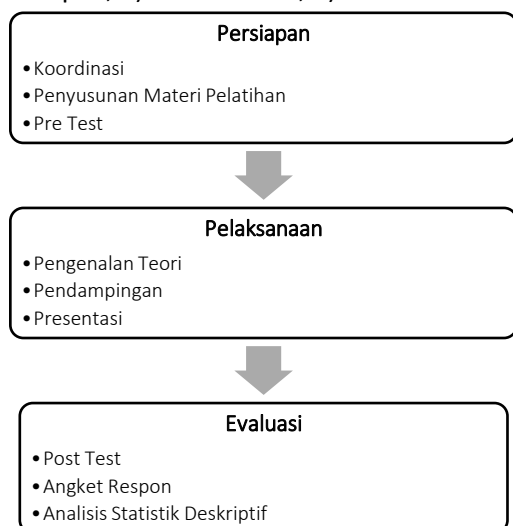 Persiapan
• Koordinasi
• Penyusunan Materi Pelatihan
• Pre Test
Pelaksanaan
• Pengenalan Teori
• Pendampingan
• Presentasi
Evaluasi
• Post Test
• Angket Respon
• Analisis Statistik Deskriptif